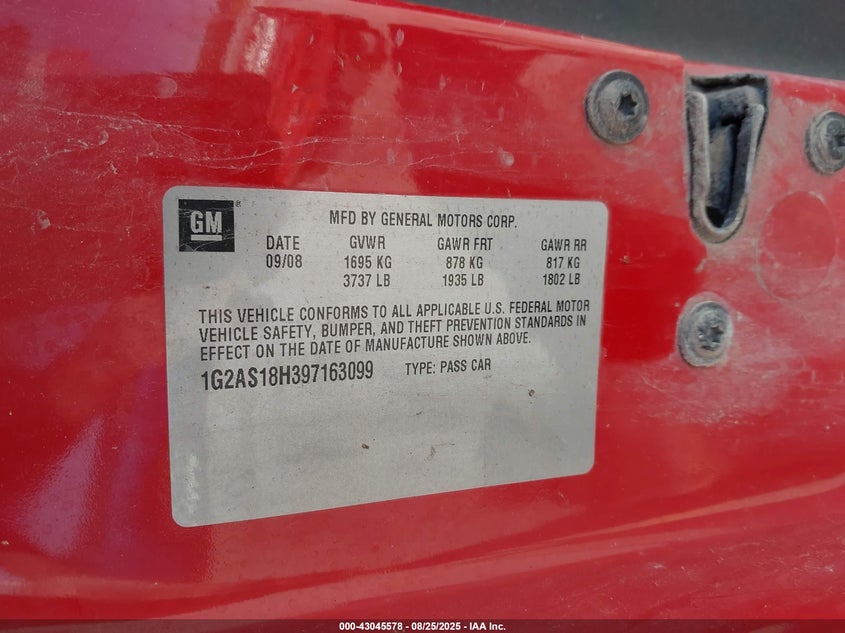 GM
MFD BY GENERAL MOTORS CORP.
DATE GVWR GAWR FRT GAWR RR
09/08 1695 KG 878 KG 817 KG
3737 LB 1935 LB 1802 LB
THIS VEHICLE CONFORMS TO ALL APPLICABLE U.S. FEDERAL MOTOR
VEHICLE SAFETY, BUMPER, AND THEFT PREVENTION STANDARDS IN
EFFECT ON THE DATE OF MANUFACTURE SHOWN ABOVE.
1G2AS18H397163099 TYPE: PASS CAR
000-43045578 - 08/25/2025 - IAA Inc.